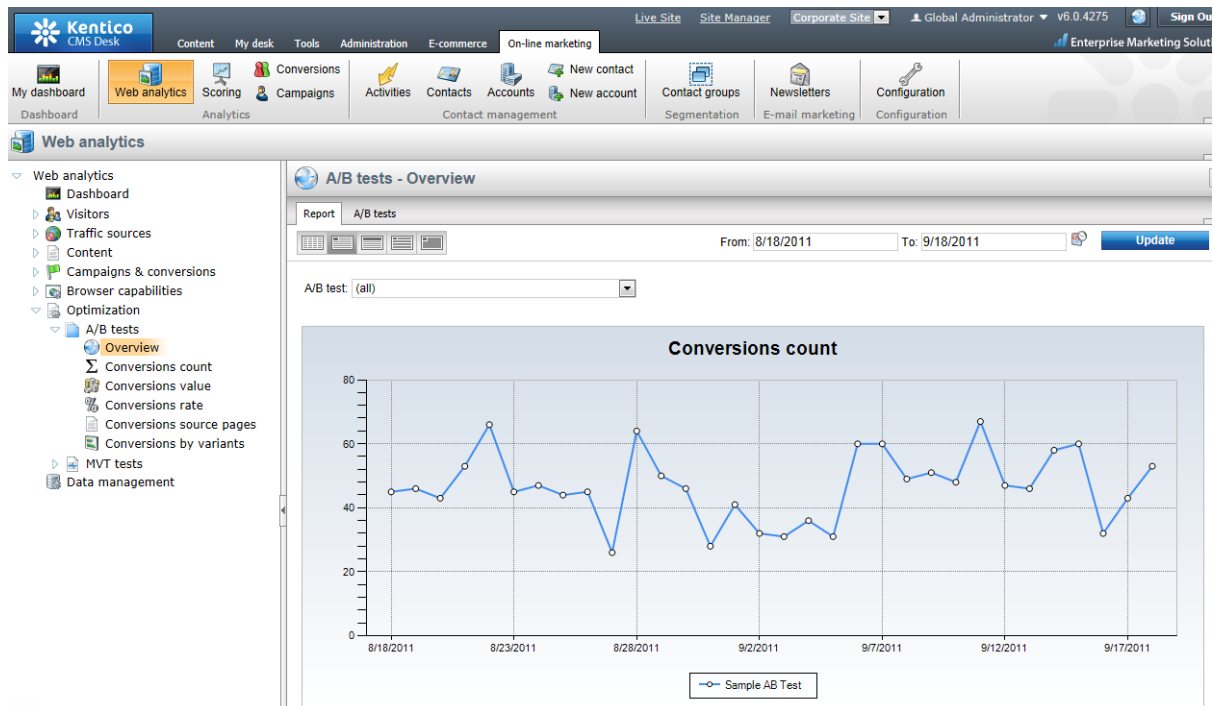 Kentico
CMS Desk
Live Site Site Manager Corporate Site Global Administrator v6.0.4275 Sign Ou
Content My desk Tools Administration E-commerce On-line marketing
Enterprise Marketing Soluti
My dashboard Web analytics Scoring Conversions Campaigns Activities Contacts Accounts New contact New account Contact groups Newsletters Configuration
Dashboard Analytics Contact management Segmentation E-mail marketing Configuration
Web analytics
Web analytics
Dashboard
Visitors
Traffic sources
Content
Campaigns & conversions
Browser capabilities
Optimization
A/B tests
Overview
Conversions count
Conversions value
Conversions rate
Conversions source pages
Conversions by variants
MVT tests
Data management
A/B tests - Overview
Report A/B tests
From: 8/18/2011 To: 9/18/2011 Update
A/B test: (all)
Conversions count
80
60
40
20
0
8/18/2011 8/23/2011 8/28/2011 9/2/2011 9/7/2011 9/12/2011 9/17/2011
Sample AB Test